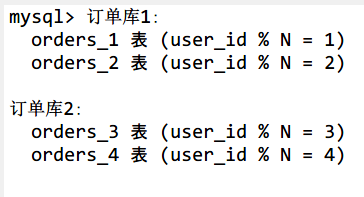 mysql> 订单库1:
orders_1 表 (user_id % N = 1)
orders_2 表 (user_id % N = 2)
订单库2:
orders_3 表 (user_id % N = 3)
orders_4 表 (user_id % N = 4)